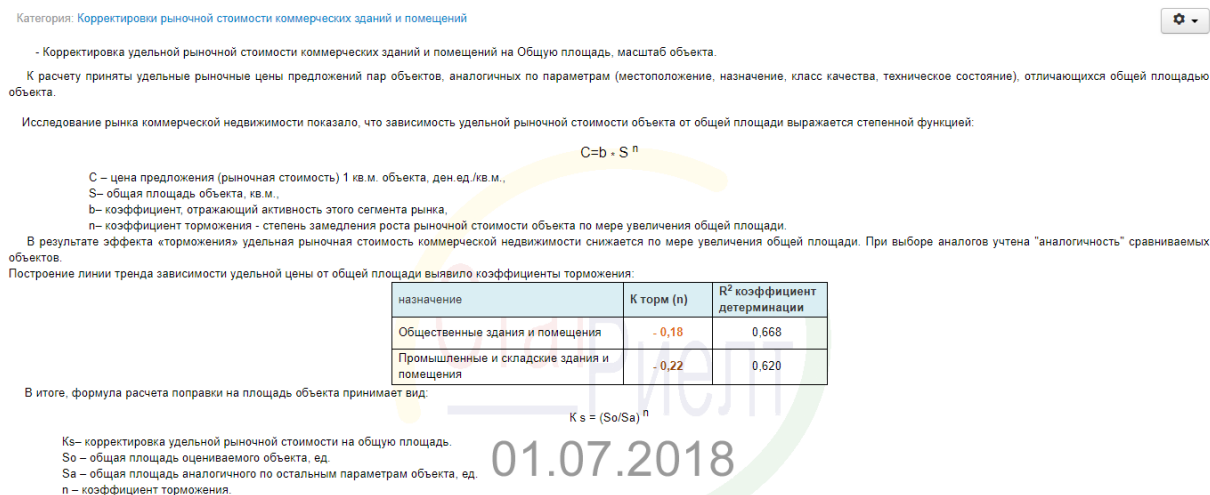 Категория: Корректировки рыночной стоимости коммерческих зданий и помещений
- Корректировка удельной рыночной стоимости коммерческих зданий и помещений на Общую площадь, масштаб объекта.
К расчету приняты удельные рыночные цены предложений пар объектов, аналогичных по параметрам (местоположение, назначение, класс качества, техническое состояние), отличающихся общей площадью
объекта.
Исследование рынка коммерческой недвижимости показало, что зависимость удельной рыночной стоимости объекта от общей площади выражается степенной функцией:
C=b * S n
С – цена предложения (рыночная стоимость) 1 кв.м. объекта, ден.ед./кв.м.,
S– общая площадь объекта, кв.м.,
b– коэффициент, отражающий активность этого сегмента рынка,
n– коэффициент торможения - степень замедления роста рыночной стоимости объекта по мере увеличения общей площади.
В результате эффекта «торможения» удельная рыночная стоимость коммерческой недвижимости снижается по мере увеличения общей площади. При выборе аналогов учтена "аналогичность" сравниваемых
объектов.
Построение линии тренда зависимости удельной цены от общей площади выявило коэффициенты торможения:
назначение К торм (n) R2 коэффициент
детерминации
Общественные здания и помещения - 0,18 0,668
Промышленные и складские здания и
помещения - 0,22 0,620
В итоге, формула расчета поправки на площадь объекта принимает вид:
К s = (So/Sa) n
Ks– корректировка удельной рыночной стоимости на общую площадь.
So – общая площадь оцениваемого объекта, ед.
Sa – общая площадь аналогичного по остальным параметрам объекта, ед.
n – коэффициент торможения.
СтатРиелт
01.07.2018